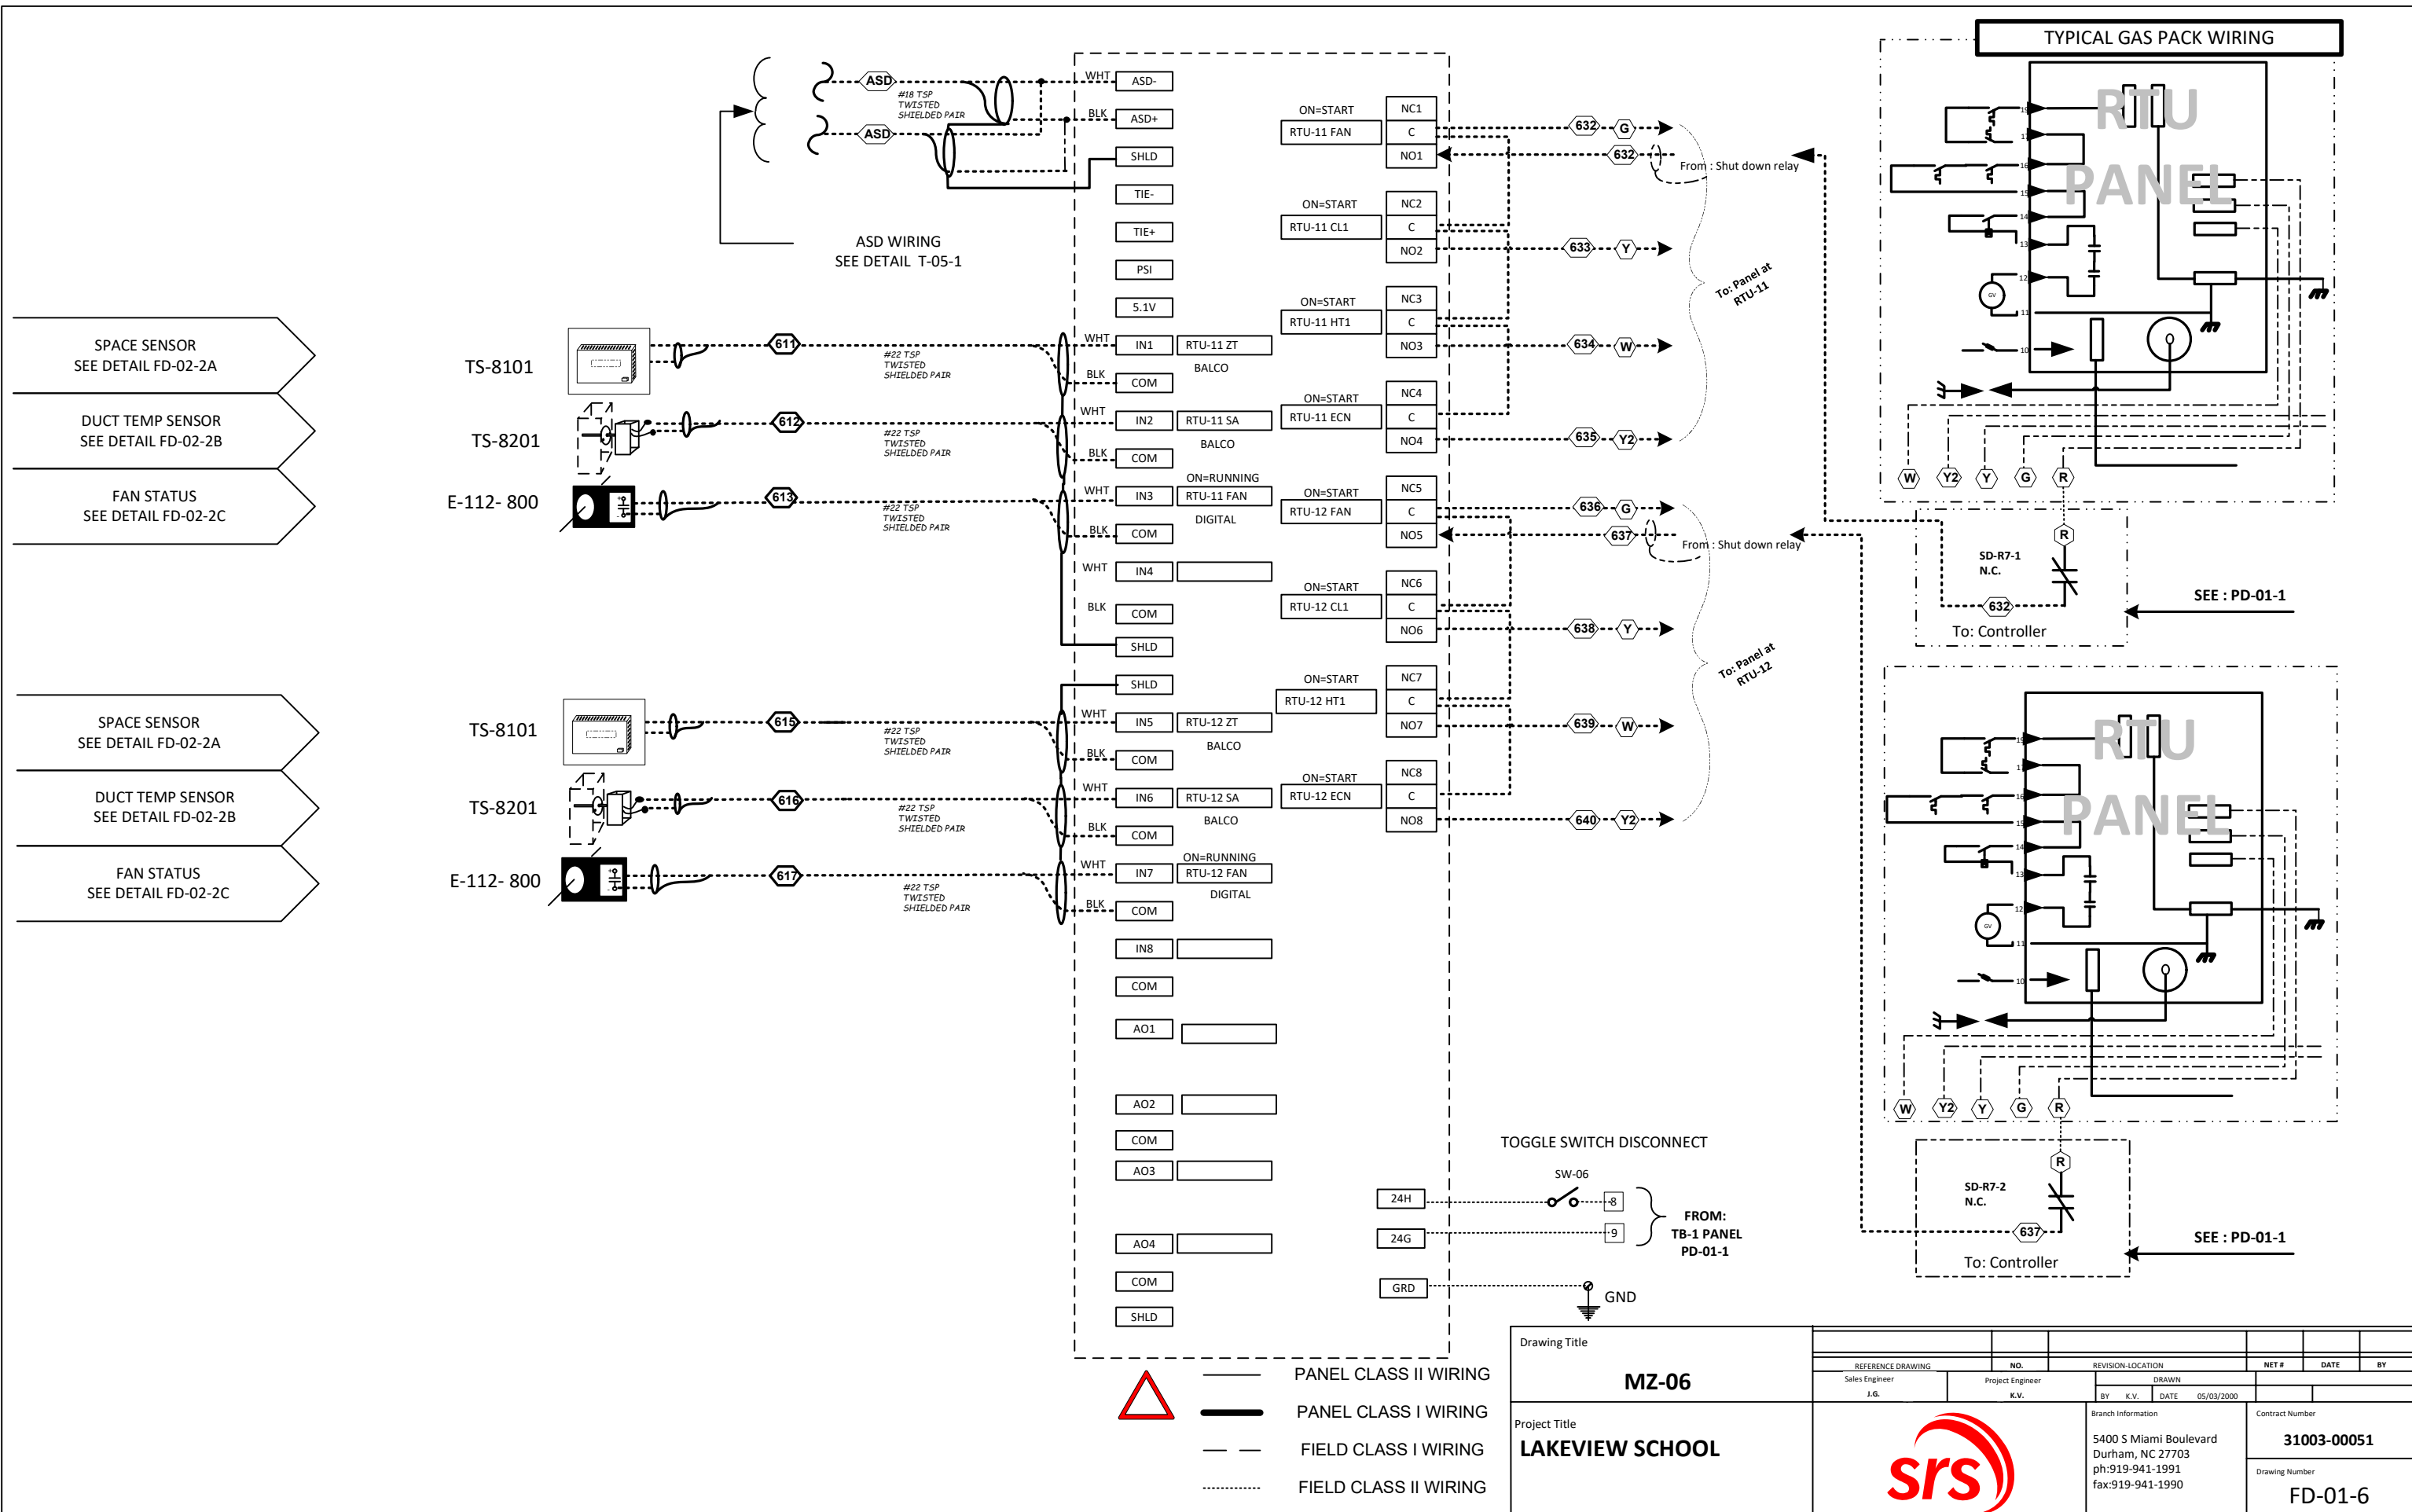 TYPICAL GAS PACK WIRING
ASD
#18 TSP
TWISTED
SHIELDED PAIR
ASD
ASD WIRING
SEE DETAIL T-05-1
SPACE SENSOR
SEE DETAIL FD-02-2A
DUCT TEMP SENSOR
SEE DETAIL FD-02-2B
FAN STATUS
SEE DETAIL FD-02-2C
TS-8101
611
#22 TSP
TWISTED
SHIELDED PAIR
TS-8201
612
#22 TSP
TWISTED
SHIELDED PAIR
E-112- 800
613
#22 TSP
TWISTED
SHIELDED PAIR
SPACE SENSOR
SEE DETAIL FD-02-2A
DUCT TEMP SENSOR
SEE DETAIL FD-02-2B
FAN STATUS
SEE DETAIL FD-02-2C
TS-8101
615
#22 TSP
TWISTED
SHIELDED PAIR
TS-8201
616
#22 TSP
TWISTED
SHIELDED PAIR
E-112- 800
617
#22 TSP
TWISTED
SHIELDED PAIR
WHT ASD-
BLK ASD+
SHLD
TIE-
TIE+
PSI
5.1V
WHT IN1 RTU-11 ZT
BALCO
BLK COM
WHT IN2 RTU-11 SA
BALCO
BLK COM
ON=RUNNING
WHT IN3 RTU-11 FAN
DIGITAL
BLK COM
WHT IN4
BLK COM
SHLD
SHLD
WHT IN5 RTU-12 ZT
BALCO
BLK COM
WHT IN6 RTU-12 SA
BALCO
BLK COM
ON=RUNNING
WHT IN7 RTU-12 FAN
DIGITAL
BLK COM
IN8
COM
AO1
AO2
COM
AO3
AO4
COM
SHLD
ON=START NC1
RTU-11 FAN C
NO1
ON=START NC2
RTU-11 CL1 C
NO2
ON=START NC3
RTU-11 HT1 C
NO3
ON=START NC4
RTU-11 ECN C
NO4
ON=START NC5
RTU-12 FAN C
NO5
ON=START NC6
RTU-12 CL1 C
NO6
ON=START NC7
RTU-12 HT1 C
NO7
ON=START NC8
RTU-12 ECN C
NO8
632 G
632
From : Shut down relay
633 Y
To: Panel at
RTU-11
634 W
635 Y2
636 G
637
From : Shut down relay
638 Y
To: Panel at
RTU-12
639 W
640 Y2
TOGGLE SWITCH DISCONNECT
SW-06
24H 8
24G 9
FROM:
TB-1 PANEL
PD-01-1
GRD
GND
RTU
PANEL
16
15
14
13
12
GV
11
10
W Y2 Y G R
R
SD-R7-1
N.C.
632
To: Controller
SEE : PD-01-1
RTU
PANEL
16
15
14
13
12
GV
11
10
W Y2 Y G R
R
SD-R7-2
N.C.
637
To: Controller
SEE : PD-01-1
PANEL CLASS II WIRING
PANEL CLASS I WIRING
FIELD CLASS I WIRING
FIELD CLASS II WIRING
Drawing Title
MZ-06
Project Title
LAKEVIEW SCHOOL
REFERENCE DRAWING NO. REVISION-LOCATION NET # DATE BY
Sales Engineer Project Engineer DRAWN
J.G. K.V. BY K.V. DATE 05/03/2000
srs
Branch Information
5400 S Miami Boulevard
Durham, NC 27703
ph:919-941-1991
fax:919-941-1990
Contract Number
31003-00051
Drawing Number
FD-01-6